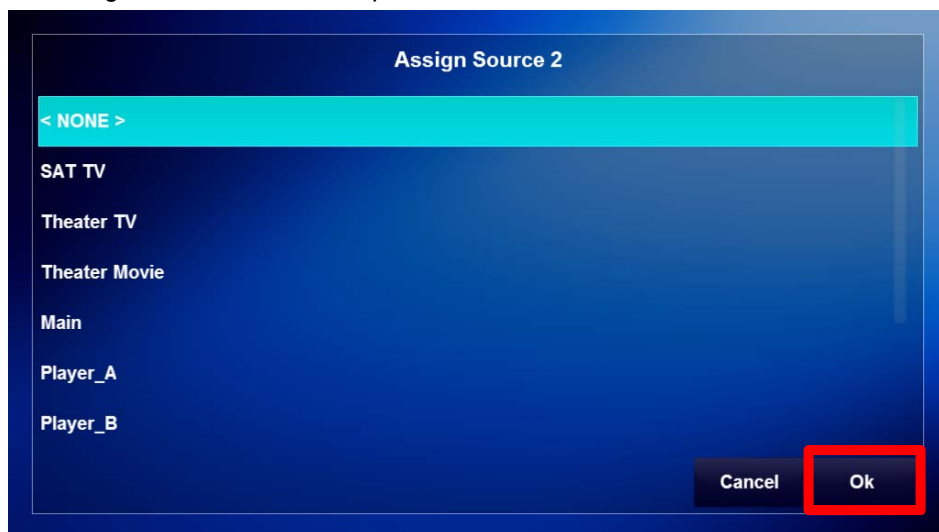 Assign Source 2
< NONE >
SAT TV
Theater TV
Theater Movie
Main
Player_A
Player_B
Cancel Ok